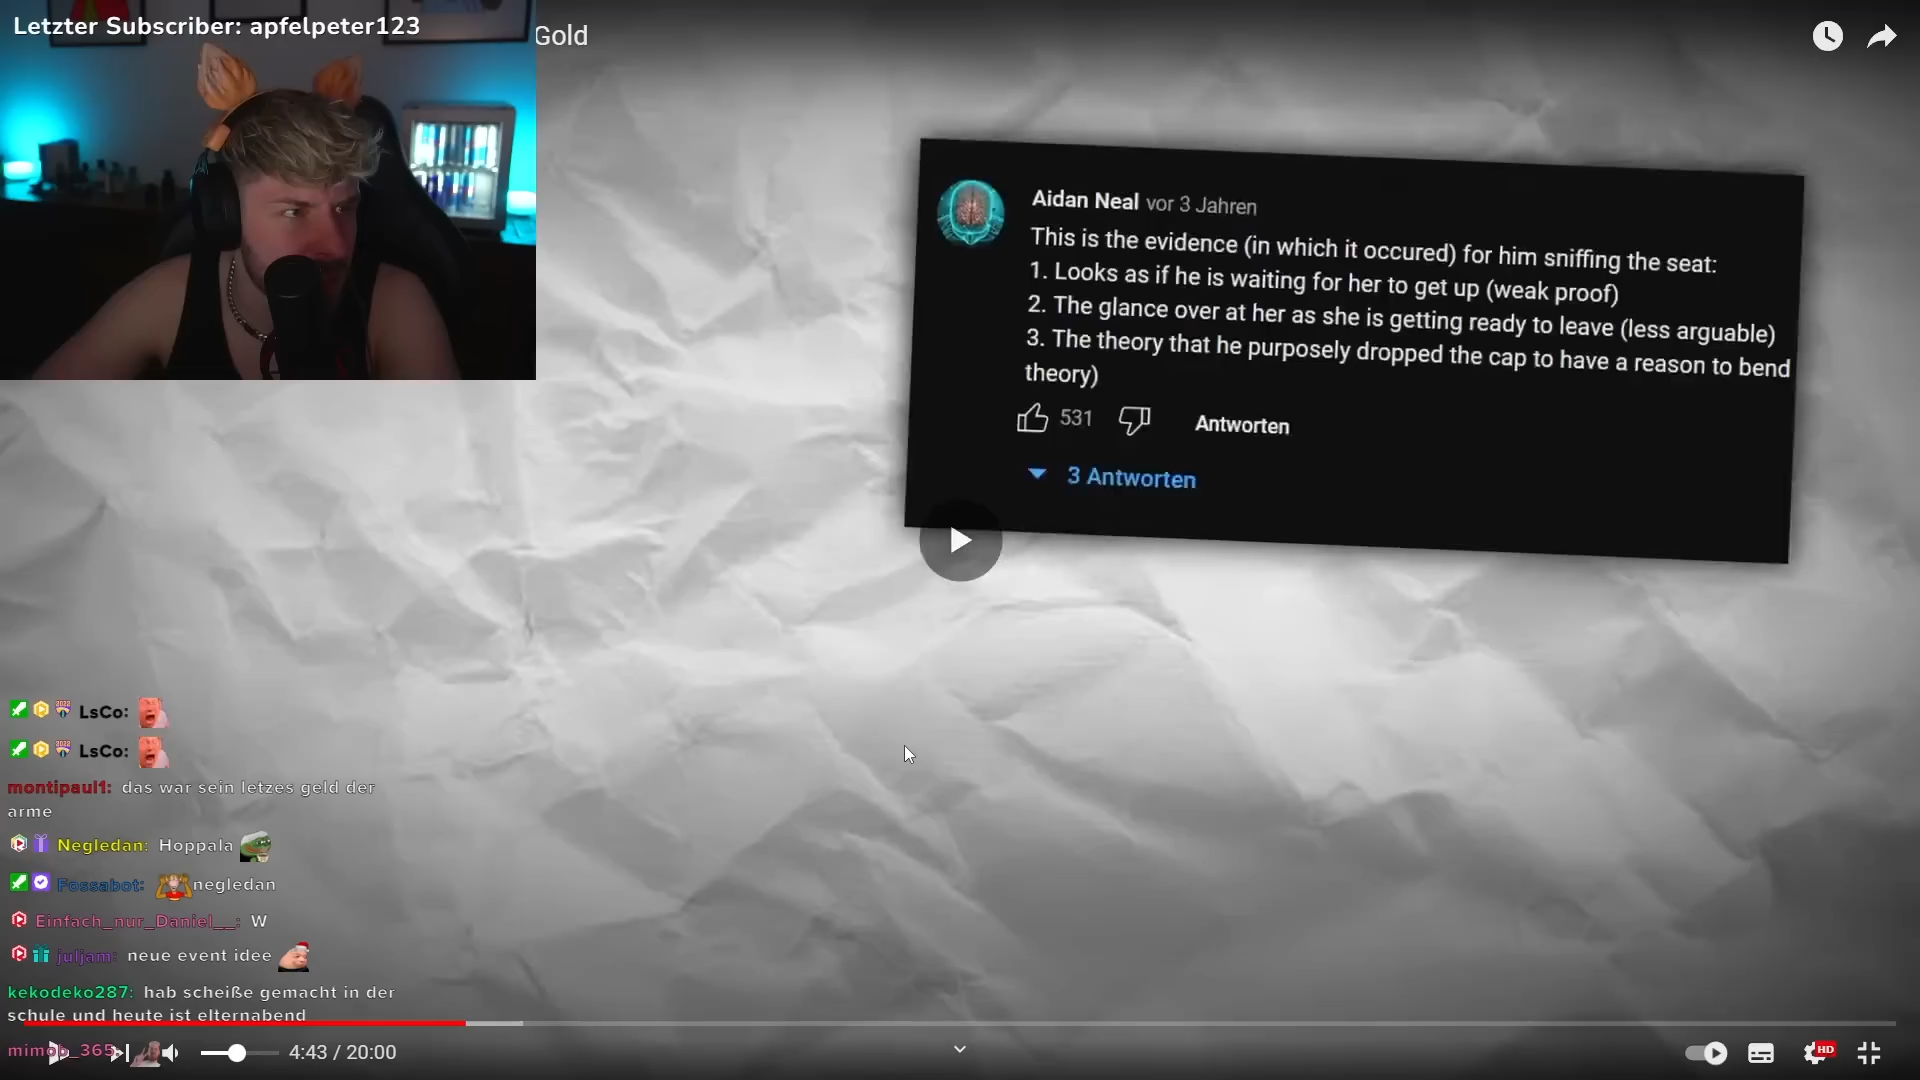 Letzter Subscriber: apfelpeter123
Gold
Aidan Neal vor 3 Jahren
This is the evidence (in which it occured) for him sniffing the seat:
1. Looks as if he is waiting for her to get up (weak proof)
2. The glance over at her as she is getting ready to leave (less arguable)
3. The theory that he purposely dropped the cap to have a reason to bend
theory)
531
Antworten
3 Antworten
LsCo:
LsCo:
montipaul1: das war sein letzes geld der
arme
Negledan: Hoppala
Fossabot: negledan
Einfach_nur_Daniel__: W
juljam: neue event idee
kekodeko287: hab scheiße gemacht in der
schule und heute ist elternabend
mimob_365
4:43 / 20:00
HD